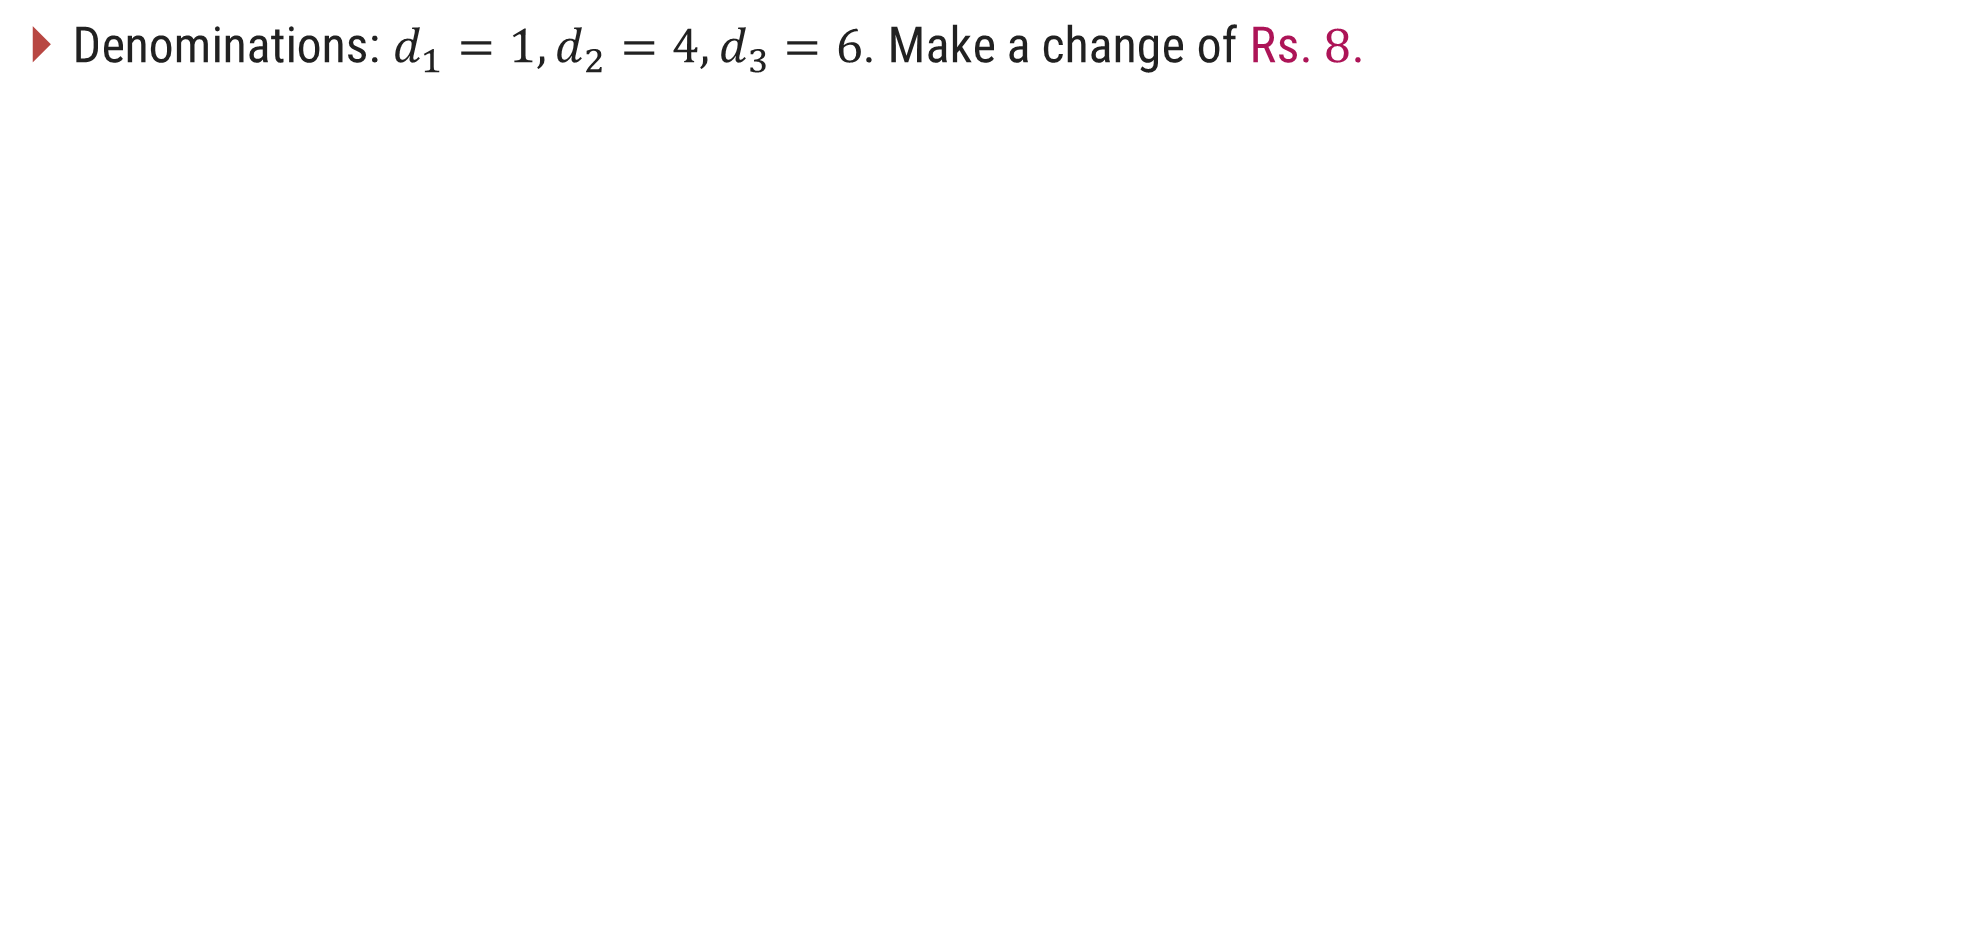 Denominations: d₁ = 1, d₂ = 4, d₃ = 6. Make a change of Rs. 8.